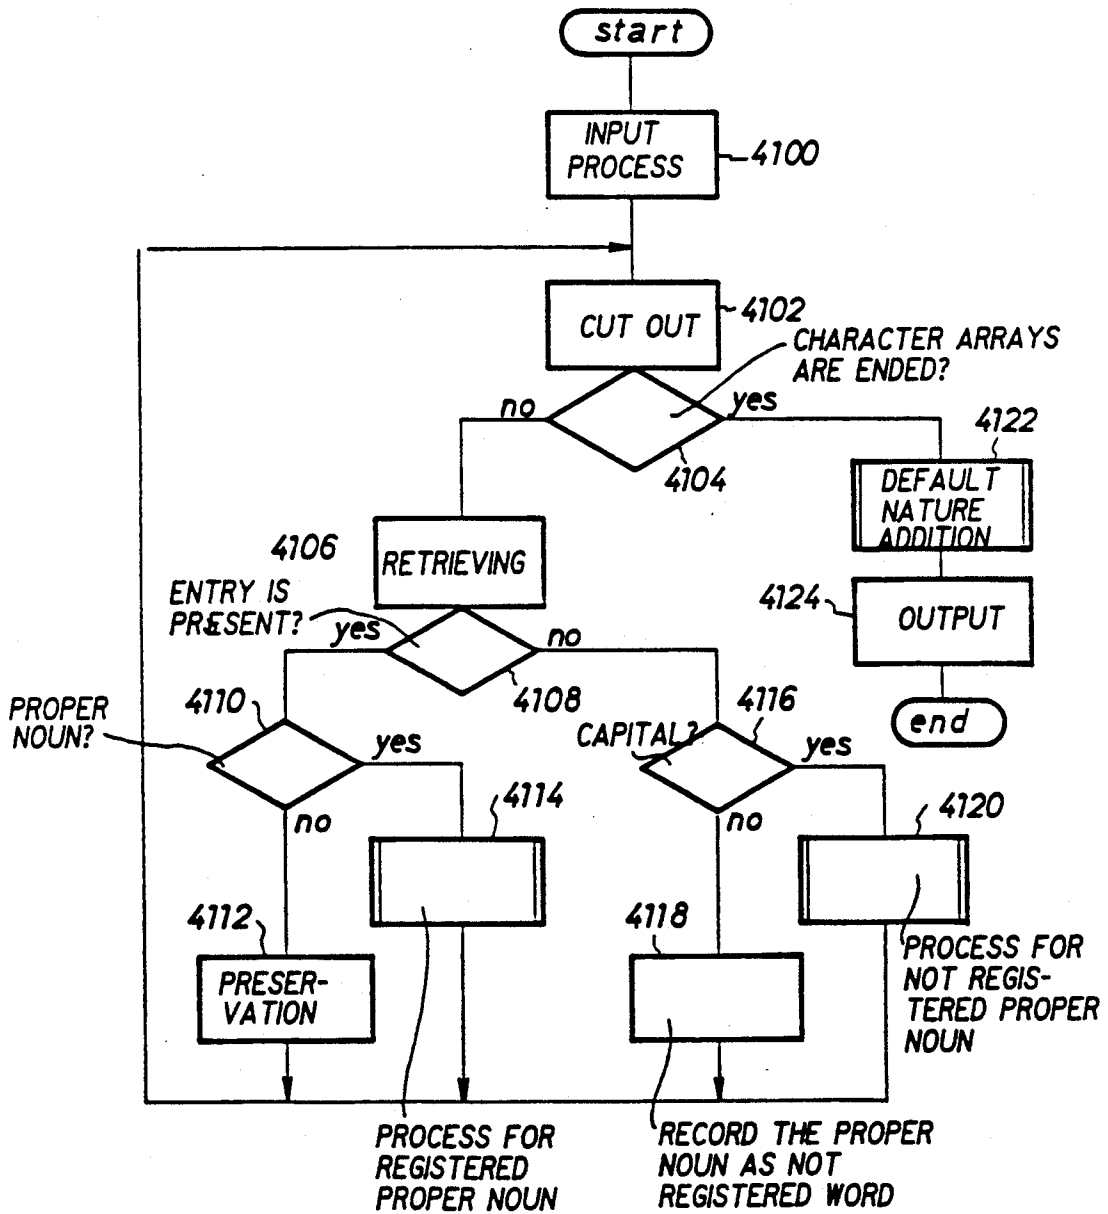 start
INPUT
PROCESS
4100
CUT OUT
4102
CHARACTER ARRAYS
ARE ENDED?
no
yes
4104
4122
DEFAULT
NATURE
ADDITION
4106
RETRIEVING
4124
OUTPUT
ENTRY IS
PRESENT?
yes
no
4108
end
PROPER
NOUN?
4110
yes
no
CAPITAL?
4116
yes
no
4114
4120
4112
PRESER-
VATION
4118
PROCESS FOR
NOT REGIS-
TERED PROPER
NOUN
PROCESS FOR
REGISTERED
PROPER NOUN
RECORD THE PROPER
NOUN AS NOT
REGISTERED WORD